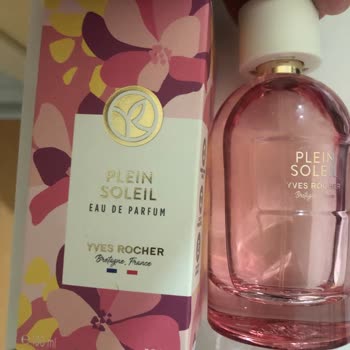 PLEIN
SOLEIL
EAU DE PARFUM
YVES ROCHER
Bretagne, France
PLEIN
SOLEIL
YVES ROCHER
Bretagne, France